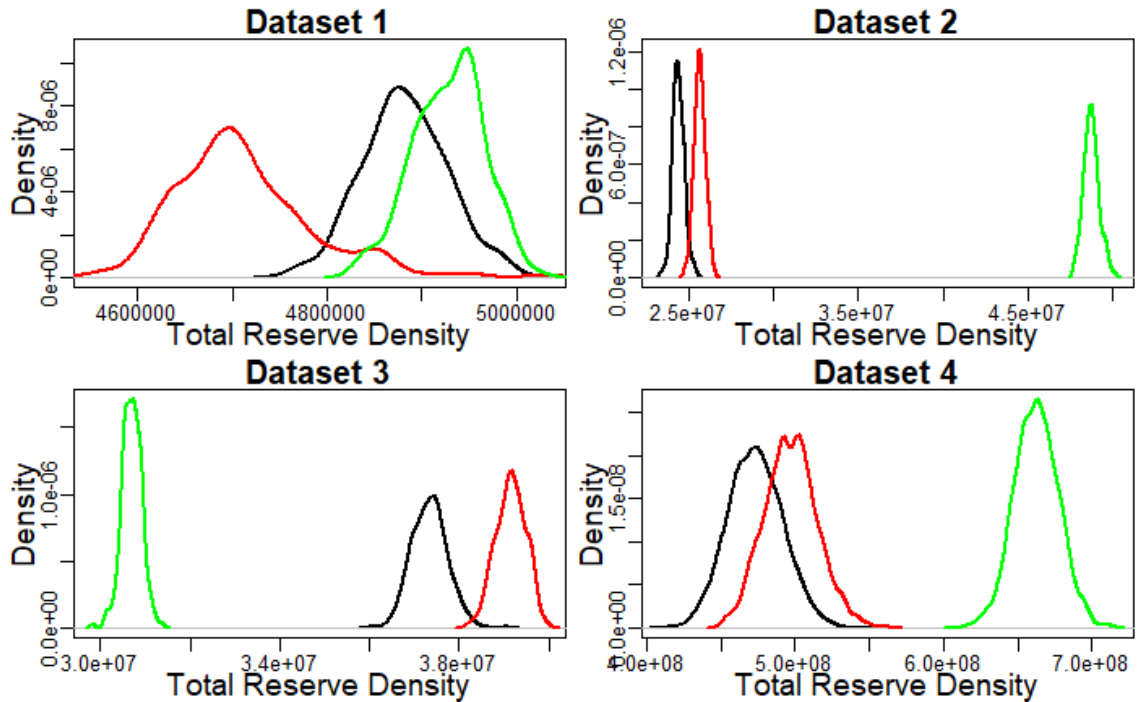 Dataset 1
Density
0e+00 4e-06 8e-06
4600000 4800000 5000000
Total Reserve Density
Dataset 2
Density
0.0e+00 6.0e-07 1.2e-06
2.5e+07 3.5e+07 4.5e+07
Total Reserve Density
Dataset 3
Density
0.0e+00 1.0e-06
3.0e+07 3.4e+07 3.8e+07
Total Reserve Density
Dataset 4
Density
0.0e+00 1.5e-08
4.0e+08 5.0e+08 6.0e+08 7.0e+08
Total Reserve Density